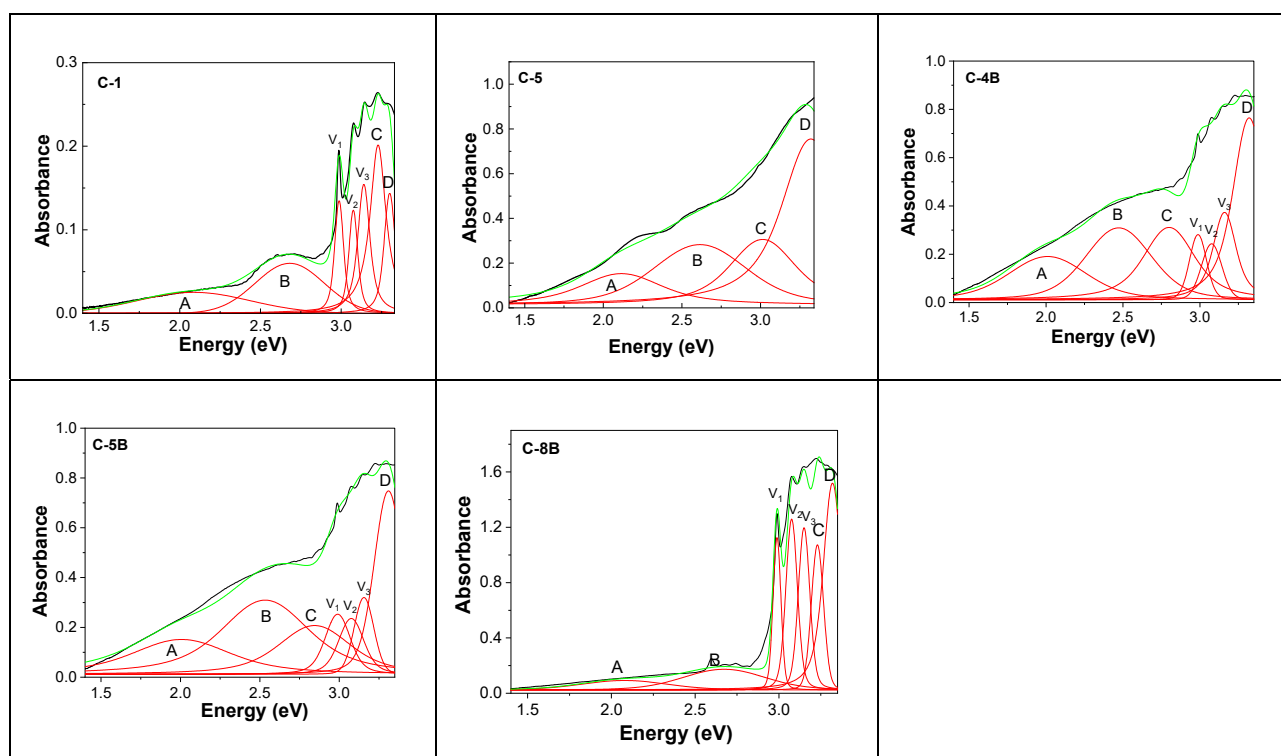 C-1
Absorbance
0.3
0.2
0.1
0.0
A
B
V1
V2
V3
C
D
1.5 2.0 2.5 3.0
Energy (eV)
C-5
Absorbance
1.0
0.8
0.6
0.4
0.2
0.0
A
B
C
D
1.5 2.0 2.5 3.0
Energy (eV)
C-4B
Absorbance
1.0
0.8
0.6
0.4
0.2
0.0
A
B
C
V1
V2
V3
D
1.5 2.0 2.5 3.0
Energy (eV)
C-5B
Absorbance
1.0
0.8
0.6
0.4
0.2
0.0
A
B
C
V1
V2
V3
D
1.5 2.0 2.5 3.0
Energy (eV)
C-8B
Absorbance
1.6
1.2
0.8
0.4
0.0
A
B
V1
V2
V3
C
D
1.5 2.0 2.5 3.0
Energy (eV)